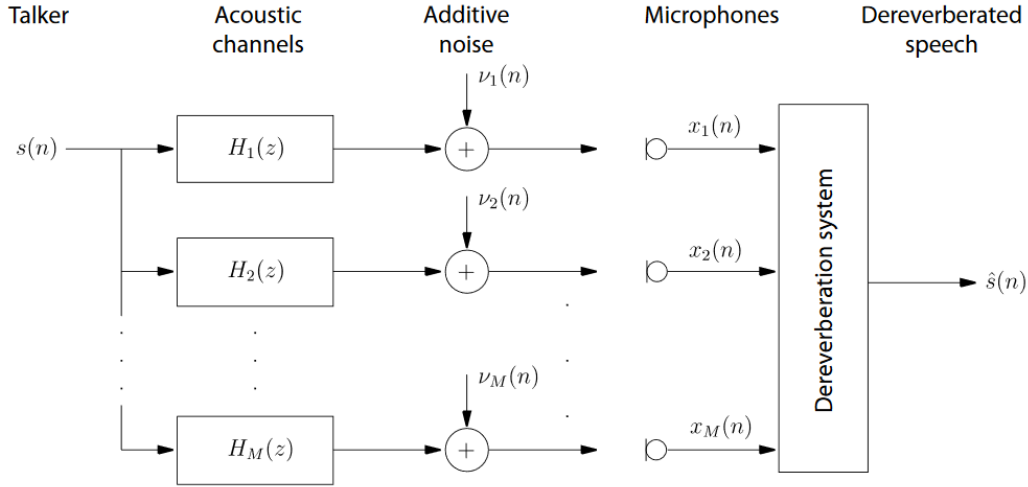 Talker
Acoustic
channels
Additive
noise
Microphones
Dereverberated
speech
ν₁(n)
s(n)
H₁(z)
+
x₁(n)
ν₂(n)
H₂(z)
+
x₂(n)
ŝ(n)
Dereverberation system
ν_M(n)
H_M(z)
+
x_M(n)